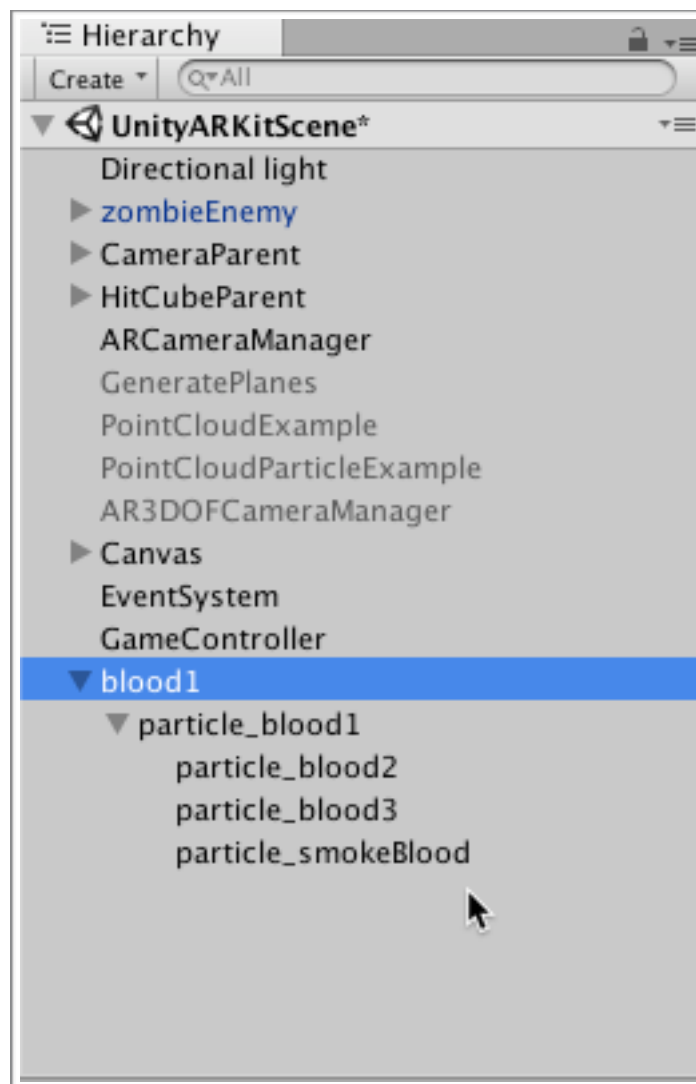 Hierarchy
Create All
UnityARKitScene*
Directional light
zombieEnemy
CameraParent
HitCubeParent
ARCameraManager
GeneratePlanes
PointCloudExample
PointCloudParticleExample
AR3DOFCameraManager
Canvas
EventSystem
GameController
blood1
particle_blood1
particle_blood2
particle_blood3
particle_smokeBlood